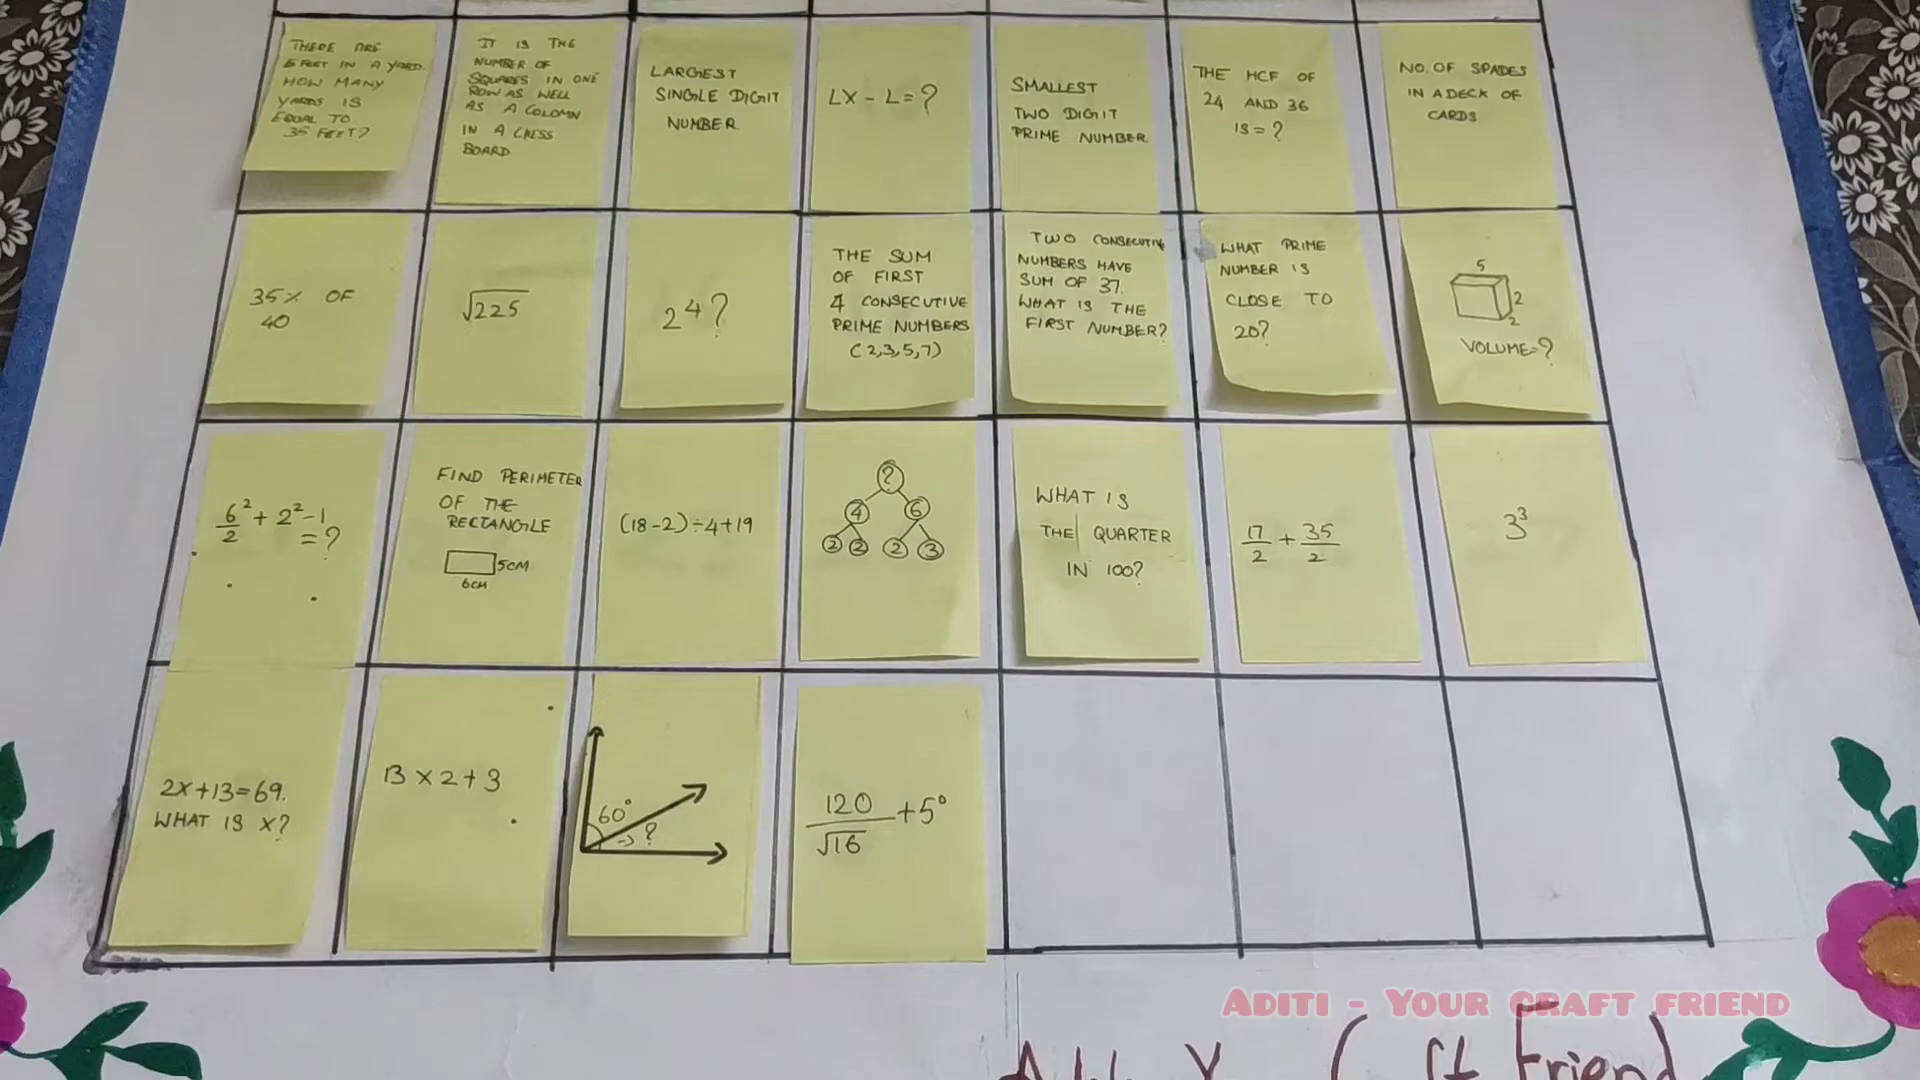 THERE ARE
5 FEET IN A YARD.
HOW MANY
YARDS IS
EQUAL TO
35 FEET?
IT IS THE
NUMBER OF
SQUARES IN ONE
ROW AS WELL
AS A COLOMN
IN A CHESS
BOARD
LARGEST
SINGLE DIGIT
NUMBER
LX - L = ?
SMALLEST
TWO DIGIT
PRIME NUMBER
THE HCF OF
24 AND 36
IS = ?
NO. OF SPADES
IN A DECK OF
CARDS
35% OF
40
√225
2⁴?
THE SUM
OF FIRST
4 CONSECUTIVE
PRIME NUMBERS
(2,3,5,7)
TWO CONSECUTIVE
NUMBERS HAVE
SUM OF 37.
WHAT IS THE
FIRST NUMBER?
WHAT PRIME
NUMBER IS
CLOSE TO
20?
5
2
2
VOLUME=?
6²/2 + 2²-1
= ?
FIND PERIMETER
OF THE
RECTANGLE
5CM
6CM
(18-2)÷4+19
?
4 6
2 2 2 3
WHAT IS
THE QUARTER
IN 100?
17/2 + 35/2
3³
2X+13=69.
WHAT IS X?
13 X 2 + 3
60°
?
120/√16 + 5⁰
ADITI - YOUR CRAFT FRIEND
Friend